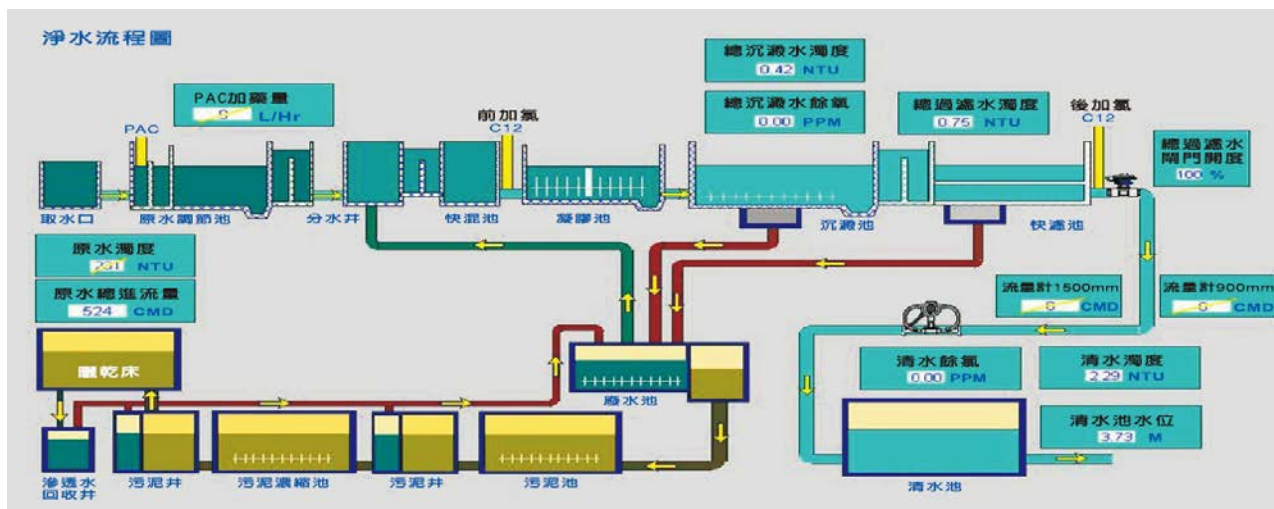 淨水流程圖
PAC加藥量
L/Hr
PAC
前加氯
C12
總沉澱水濁度
0.42 NTU
總沉澱水餘氯
0.00 PPM
總過濾水濁度
0.75 NTU
後加氯
C12
總過濾水
閘門開度
100 %
取水口
原水調節池
分水井
快混池
凝膠池
沉澱池
快濾池
原水濁度
NTU
原水總進流量
524 CMD
流量計1500mm
CMD
流量計900mm
CMD
曬乾床
廢水池
清水餘氯
0.00 PPM
清水濁度
2.29 NTU
清水池水位
3.73 M
滲透水
回收井
污泥井
污泥濃縮池
污泥井
污泥池
清水池